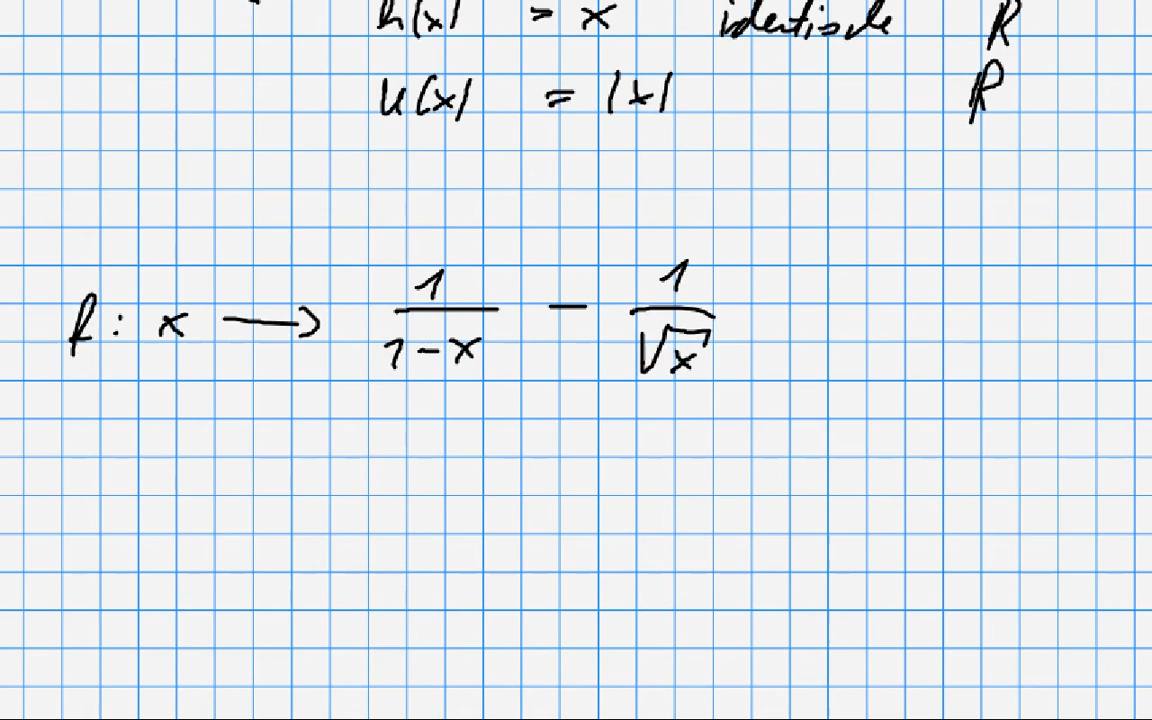 h(x) = x identische R
k(x) = |x| R
f: x → 1/(1-x) - 1/√x